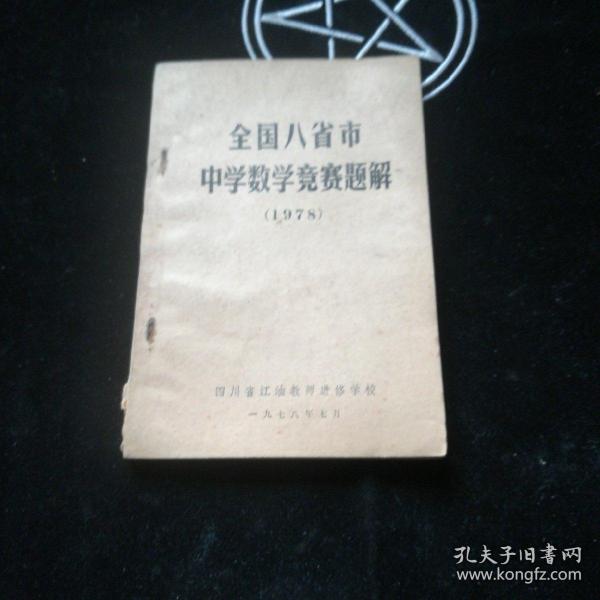 全国八省市
中学数学竞赛题解
(1978)
四川省江油教师进修学校
一九七八年七月
孔夫子旧書网
www.kongfz.com